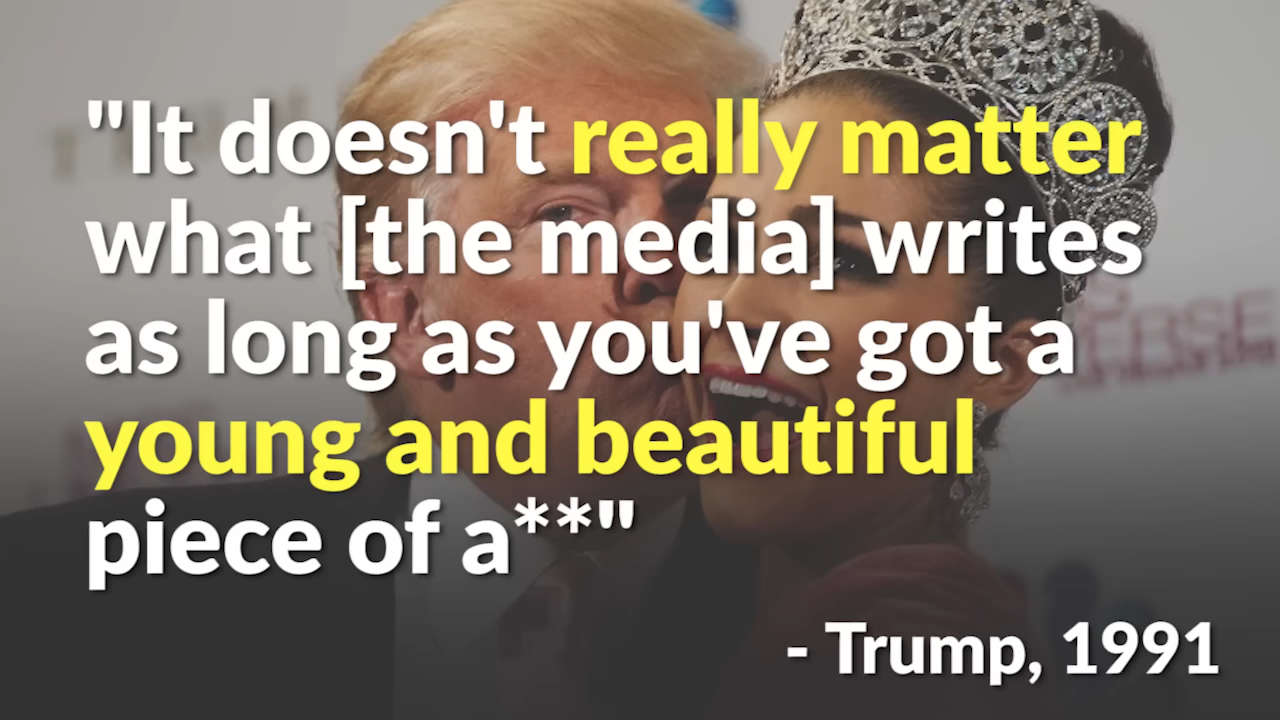 "It doesn't really matter
what [the media] writes
as long as you've got a
young and beautiful
piece of a**"
- Trump, 1991